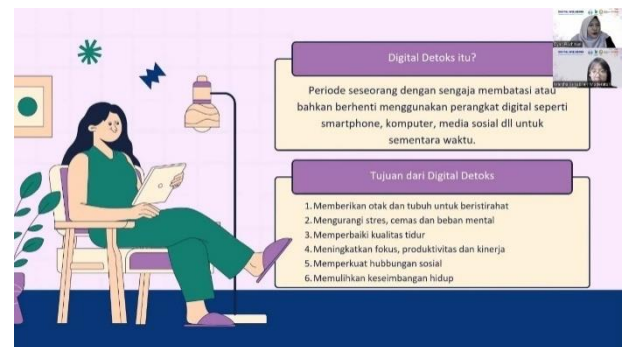 Digital Detoks itu?
Periode seseorang dengan sengaja membatasi atau
bahkan berhenti menggunakan perangkat digital seperti
smartphone, komputer, media sosial dll untuk
sementara waktu.
Tujuan dari Digital Detoks
1. Memberikan otak dan tubuh untuk beristirahat
2. Mengurangi stres, cemas dan beban mental
3. Memperbaiki kualitas tidur
4. Meningkatkan fokus, produktivitas dan kinerja
5. Memperkuat hubbungan sosial
6. Memulihkan keseimbangan hidup